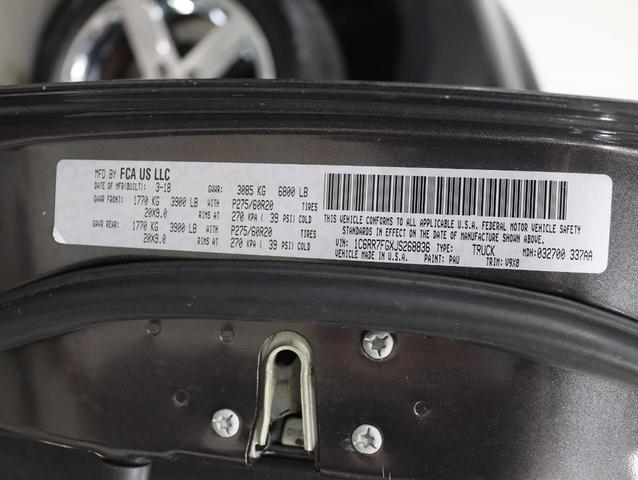 MFD BY FCA US LLC
DATE OF MFR(BUILT): 3-18 GVWR: 3085 KG 6800 LB
GAWR FRONT: 1770 KG 3900 LB WITH P275/60R20 TIRES
20X9.0 RIMS AT 270 KPA ( 39 PSI) COLD
GAWR REAR: 1770 KG 3900 LB WITH P275/60R20 TIRES
20X9.0 RIMS AT 270 KPA ( 39 PSI) COLD
THIS VEHICLE CONFORMS TO ALL APPLICABLE U.S.A. FEDERAL MOTOR VEHICLE SAFETY
STANDARDS IN EFFECT ON THE DATE OF MANUFACTURE SHOWN ABOVE.
VIN: 1C6RR7FGXJS268836 TYPE: TRUCK MDH:032700 337AA
VEHICLE MADE IN U.S.A. PAINT: PAU TRIM: V9X8